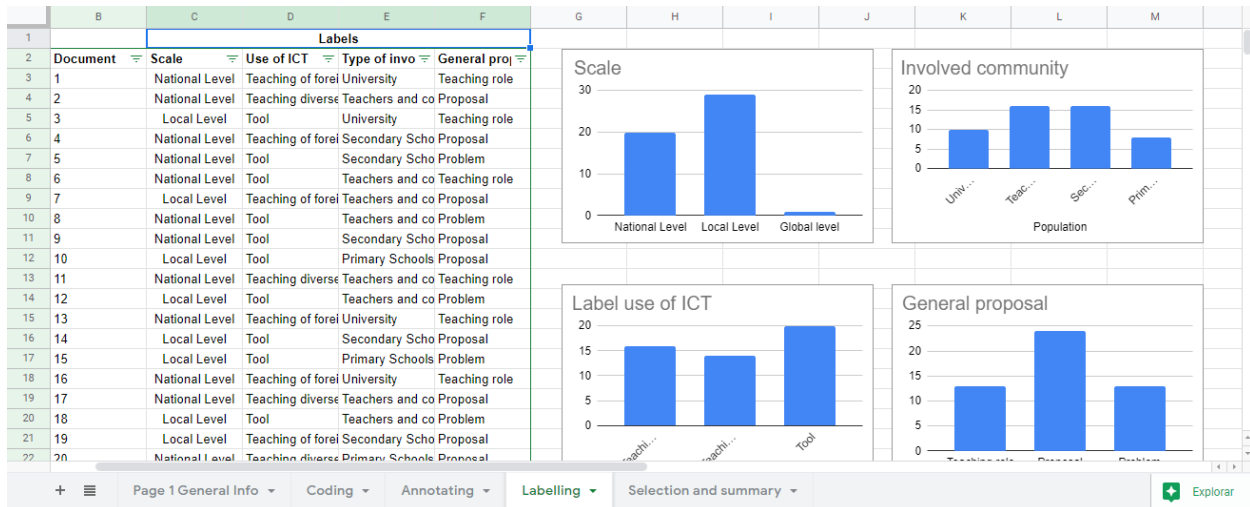 B C D E F G H I J K L M
1 Labels
2 Document Scale Use of ICT Type of invo General pro
3 1 National Level Teaching of forei University Teaching role
4 2 National Level Teaching diverse Teachers and co Proposal
5 3 Local Level Tool University Teaching role
6 4 National Level Teaching of forei Secondary Scho Proposal
7 5 National Level Tool Secondary Scho Problem
8 6 National Level Tool Teachers and co Teaching role
9 7 Local Level Teaching of forei Teachers and co Proposal
10 8 National Level Tool Teachers and co Problem
11 9 National Level Tool Secondary Scho Proposal
12 10 Local Level Tool Primary Schools Proposal
13 11 National Level Teaching diverse Teachers and co Teaching role
14 12 Local Level Tool Teachers and co Problem
15 13 National Level Teaching of forei University Teaching role
16 14 Local Level Tool Secondary Scho Proposal
17 15 Local Level Tool Primary Schools Problem
18 16 National Level Teaching of forei University Teaching role
19 17 National Level Teaching diverse Teachers and co Proposal
20 18 Local Level Tool Teachers and co Problem
21 19 Local Level Teaching of forei Secondary Scho Proposal
22 20 National Level Teaching diverse Primary Schools Proposal
Scale
30
20
10
0
National Level Local Level Global level
Involved community
20
15
10
5
0
Univ... Teac... Sec... Prim...
Population
Label use of ICT
20
15
10
5
0
Teachi... Teachi... Tool
General proposal
25
20
15
10
5
0
Teaching role Proposal Problem
Page 1 General Info Coding Annotating Labelling Selection and summary Explorar